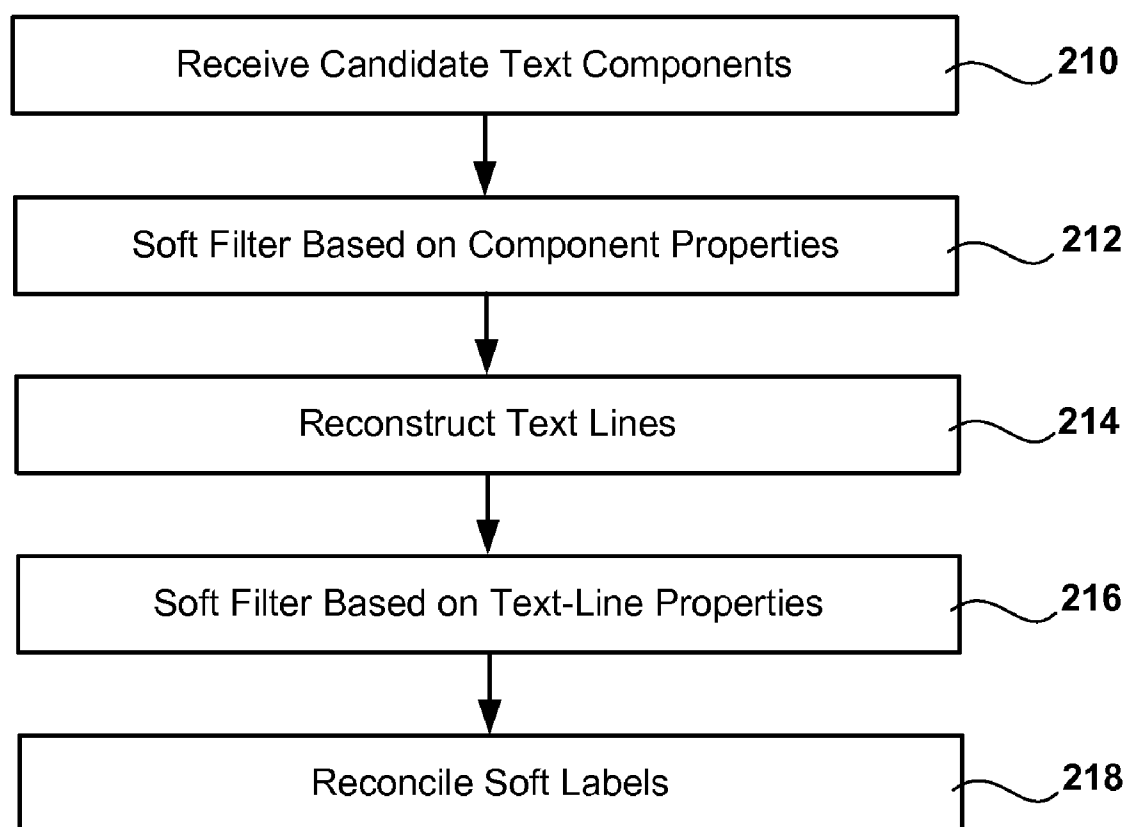 Receive Candidate Text Components 210
Soft Filter Based on Component Properties 212
Reconstruct Text Lines 214
Soft Filter Based on Text-Line Properties 216
Reconcile Soft Labels 218